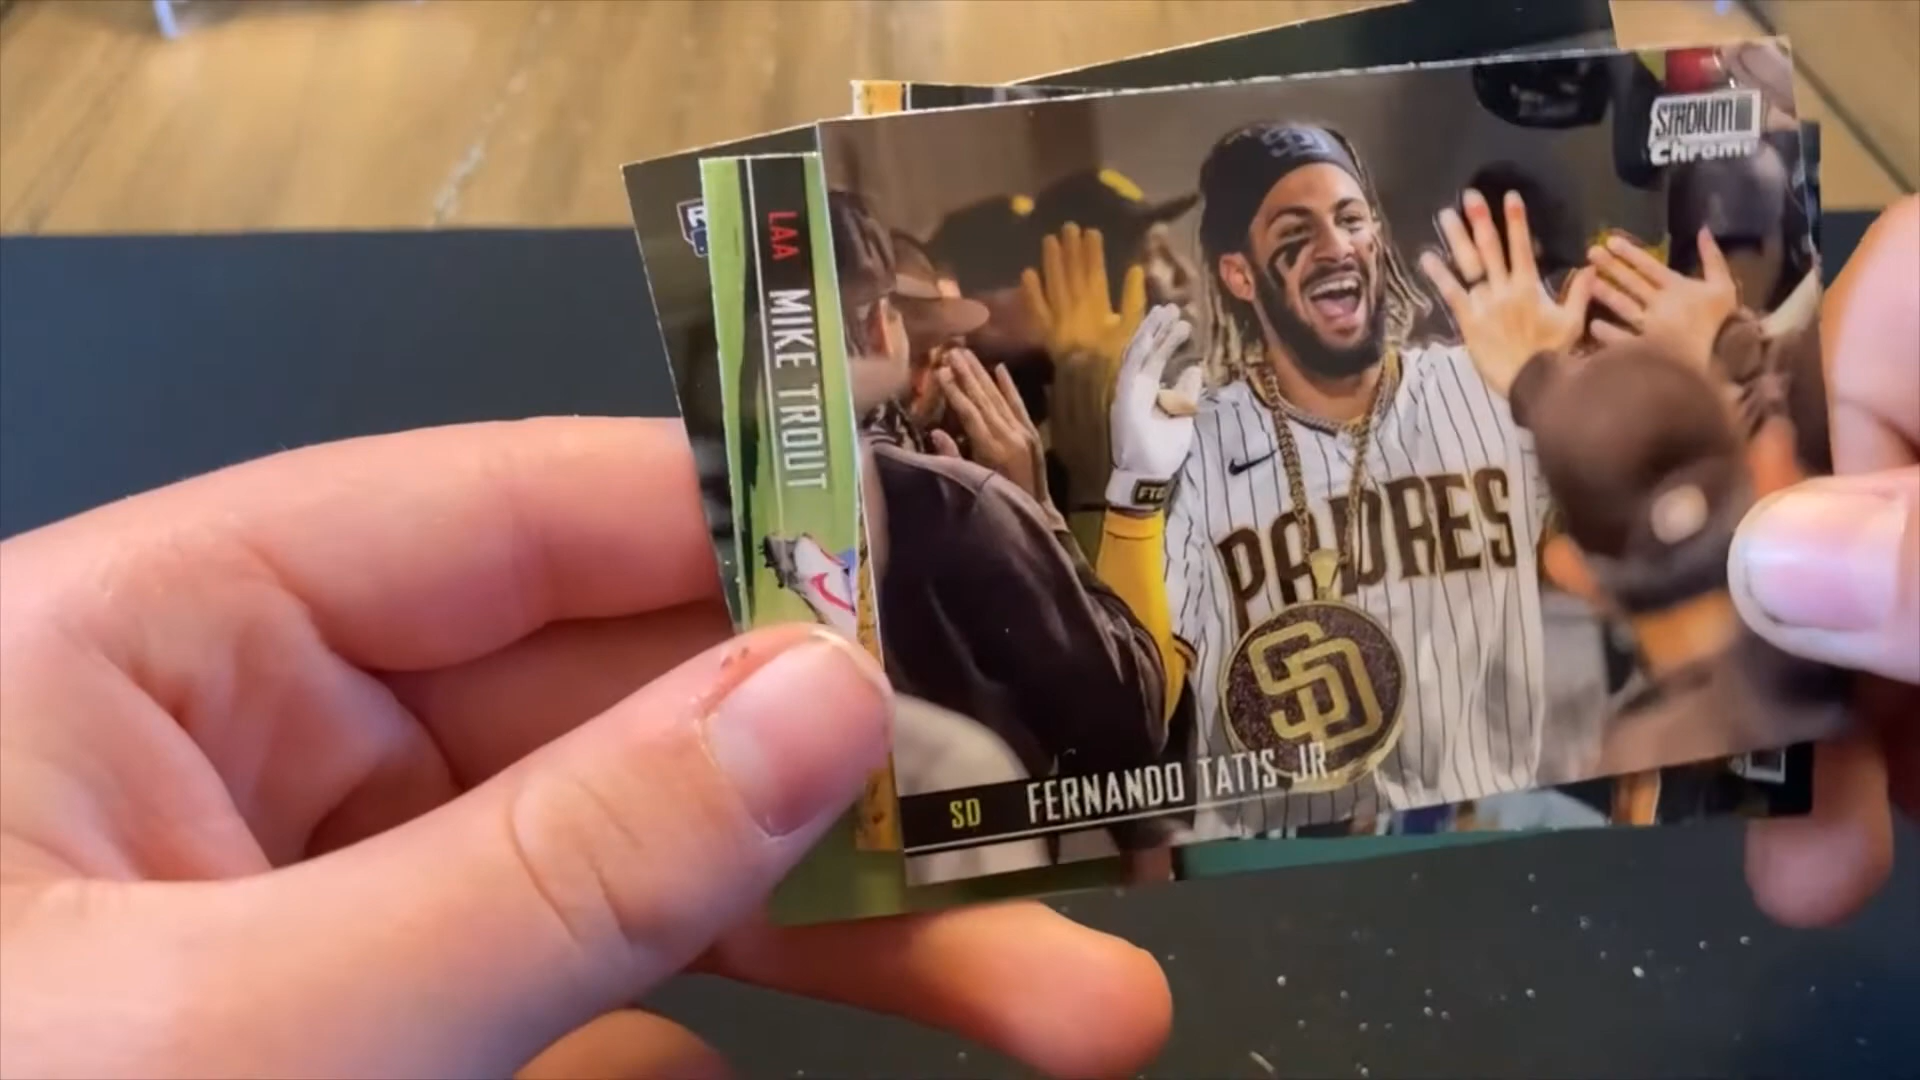 STADIUM
Chrome
LAA MIKE TROUT
PADRES
SD
SD FERNANDO TATIS JR.